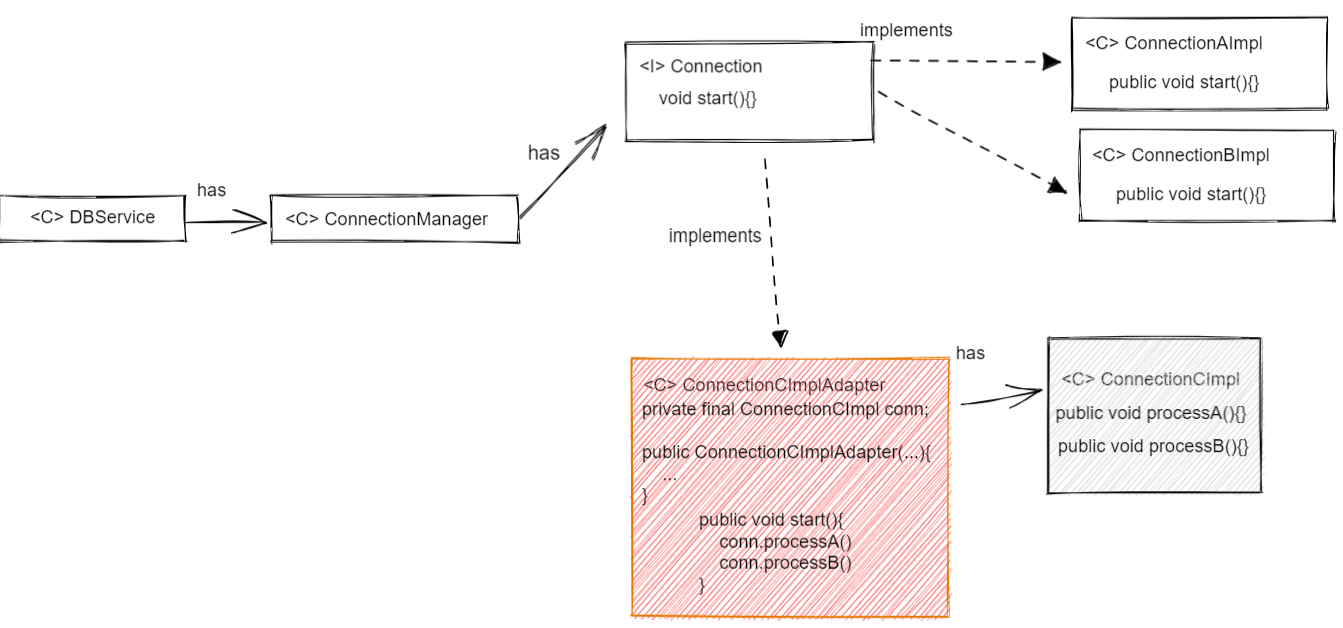 implements
<C> ConnectionAImpl
public void start(){}
<I> Connection
void start(){}
<C> ConnectionBImpl
public void start(){}
has
has
<C> DBService
<C> ConnectionManager
implements
has
<C> ConnectionCImplAdapter
private final ConnectionCImpl conn;
public ConnectionCImplAdapter(...){
...
}
public void start(){
conn.processA()
conn.processB()
}
<C> ConnectionCImpl
public void processA(){}
public void processB(){}